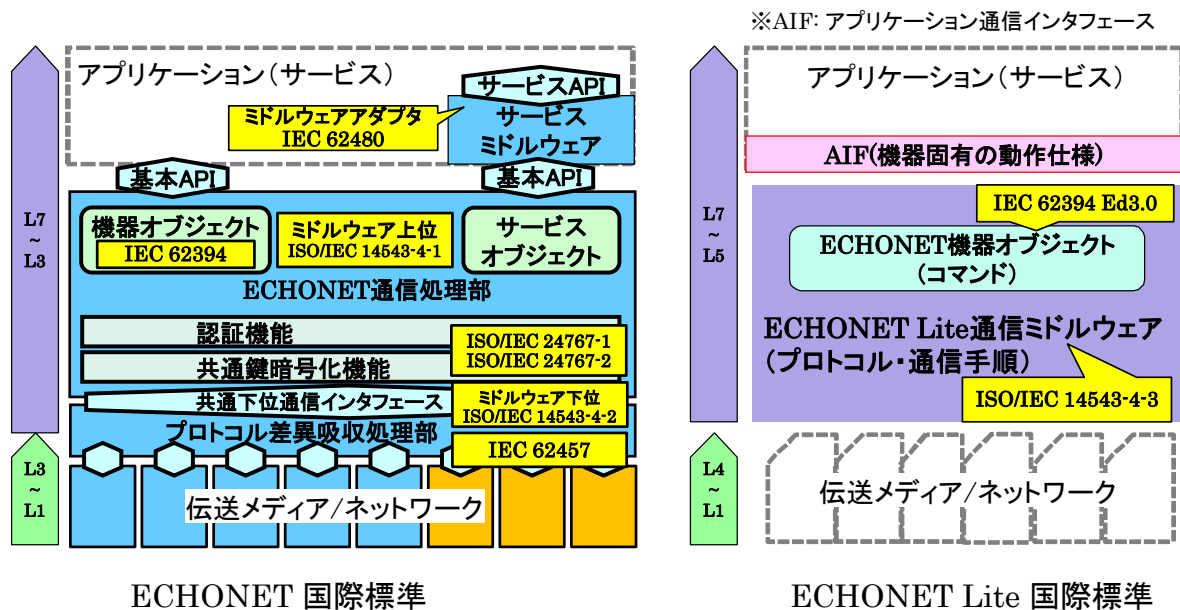 ※AIF: アプリケーション通信インタフェース
アプリケーション（サービス）
サービスAPI
ミドルウェアアダプタ
IEC 62480
サービス
ミドルウェア
基本API
基本API
L7
~
L3
機器オブジェクト
IEC 62394
ミドルウェア上位
ISO/IEC 14543-4-1
サービス
オブジェクト
ECHONET通信処理部
認証機能
共通鍵暗号化機能
ISO/IEC 24767-1
ISO/IEC 24767-2
共通下位通信インタフェース
ミドルウェア下位
ISO/IEC 14543-4-2
プロトコル差異吸収処理部
IEC 62457
L3
~
L1
伝送メディア/ネットワーク
ECHONET 国際標準
アプリケーション（サービス）
AIF(機器固有の動作仕様)
L7
~
L5
IEC 62394 Ed3.0
ECHONET機器オブジェクト
（コマンド）
ECHONET Lite通信ミドルウェア
（プロトコル・通信手順）
ISO/IEC 14543-4-3
L4
~
L1
伝送メディア/ネットワーク
ECHONET Lite 国際標準